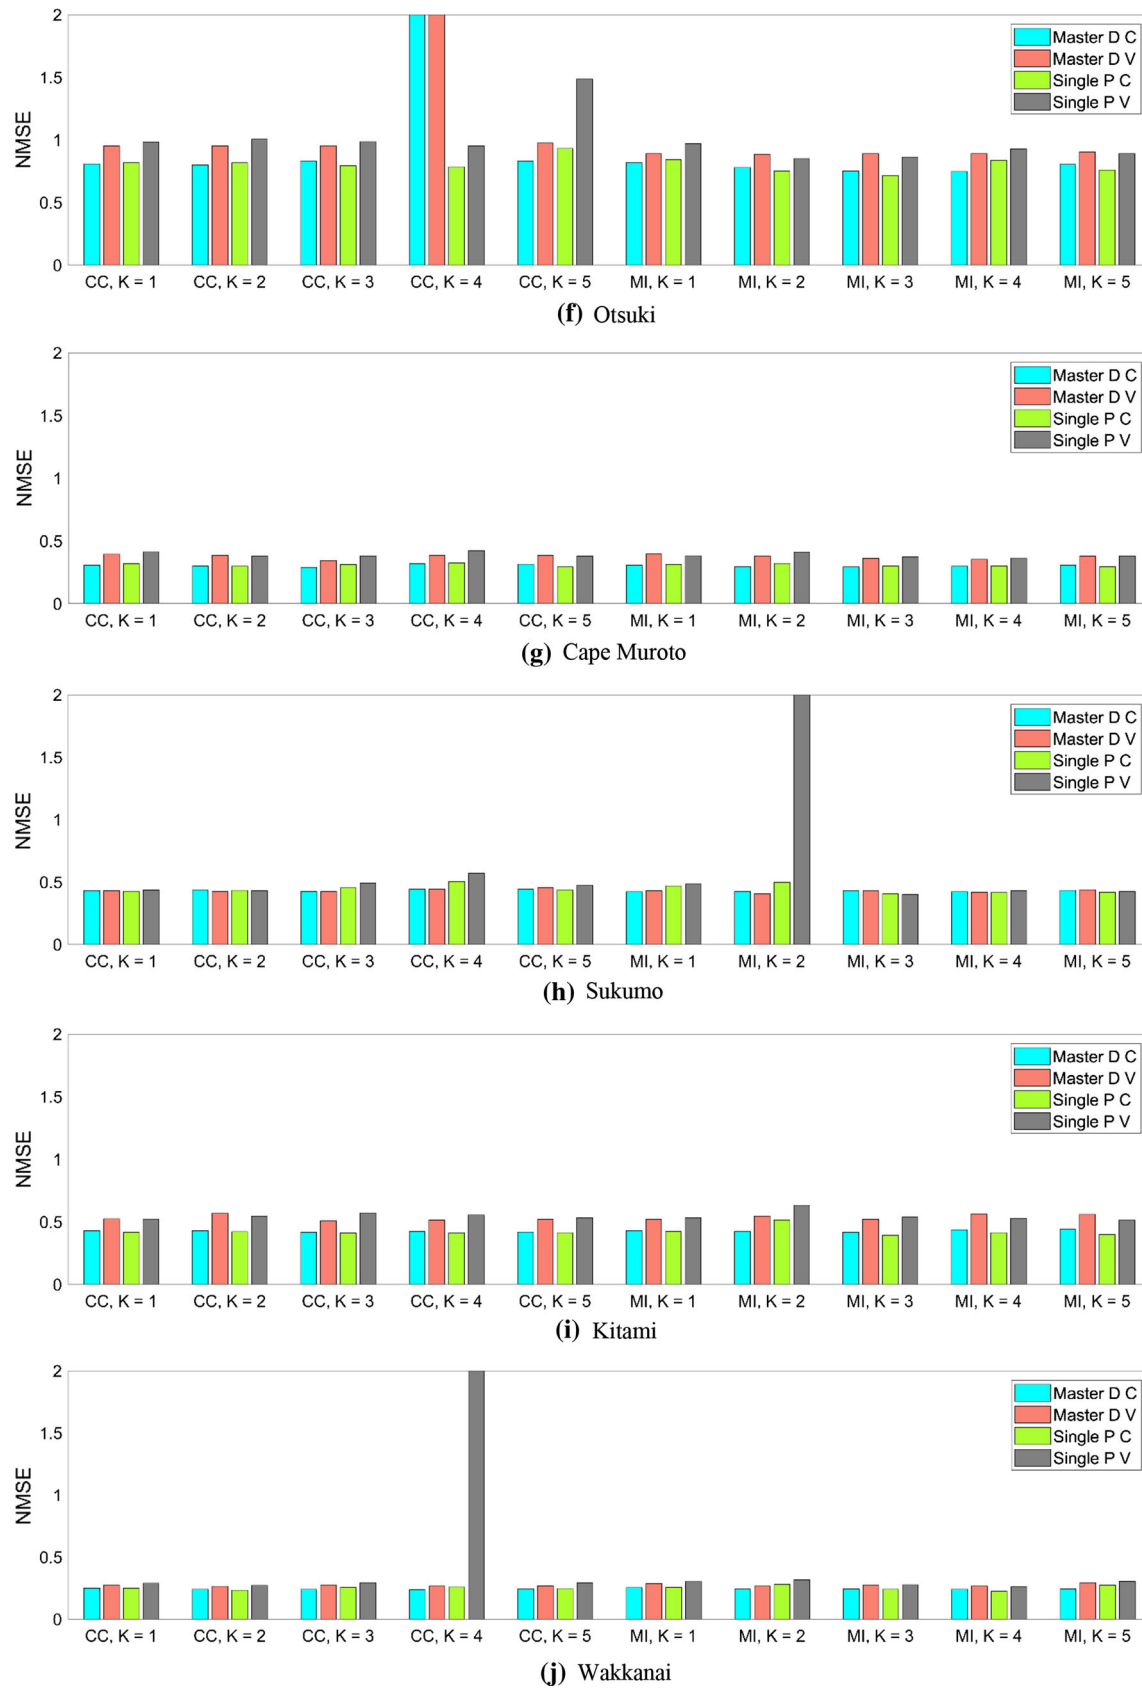 2
1.5
1
0.5
0
NMSE
Master D C
Master D V
Single P C
Single P V
CC, K = 1 CC, K = 2 CC, K = 3 CC, K = 4 CC, K = 5 MI, K = 1 MI, K = 2 MI, K = 3 MI, K = 4 MI, K = 5
(f) Otsuki
2
1.5
1
0.5
0
NMSE
Master D C
Master D V
Single P C
Single P V
CC, K = 1 CC, K = 2 CC, K = 3 CC, K = 4 CC, K = 5 MI, K = 1 MI, K = 2 MI, K = 3 MI, K = 4 MI, K = 5
(g) Cape Muroto
2
1.5
1
0.5
0
NMSE
Master D C
Master D V
Single P C
Single P V
CC, K = 1 CC, K = 2 CC, K = 3 CC, K = 4 CC, K = 5 MI, K = 1 MI, K = 2 MI, K = 3 MI, K = 4 MI, K = 5
(h) Sukumo
2
1.5
1
0.5
0
NMSE
Master D C
Master D V
Single P C
Single P V
CC, K = 1 CC, K = 2 CC, K = 3 CC, K = 4 CC, K = 5 MI, K = 1 MI, K = 2 MI, K = 3 MI, K = 4 MI, K = 5
(i) Kitami
2
1.5
1
0.5
0
NMSE
Master D C
Master D V
Single P C
Single P V
CC, K = 1 CC, K = 2 CC, K = 3 CC, K = 4 CC, K = 5 MI, K = 1 MI, K = 2 MI, K = 3 MI, K = 4 MI, K = 5
(j) Wakkanai